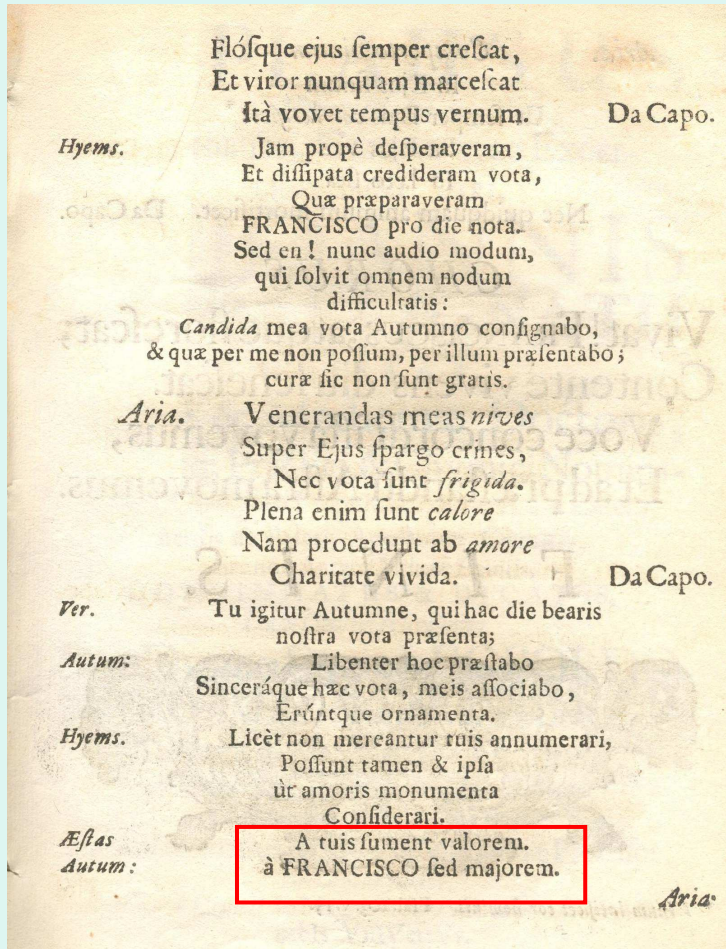 Flóſque ejus ſemper creſcat,
Et viror nunquam marceſcat
Ità vovet tempus vernum. Da Capo.
Hyems. Jam propè deſperaveram,
Et diſſipata credideram vota,
Quæ præparaveram
FRANCISCO pro die nota.
Sed en! nunc audio modum,
qui ſolvit omnem nodum
difficultatis:
Candida mea vota Autumno conſignabo,
& quæ per me non poſſum, per illum præſentabo;
curæ ſic non ſunt gratis.
Aria. Venerandas meas nives
Super Ejus ſpargo crines,
Nec vota ſunt frigida.
Plena enim ſunt calore
Nam procedunt ab amore
Charitate vivida. Da Capo.
Ver. Tu igitur Autumne, qui hac die bearis
noſtra vota præſenta;
Autum: Libenter hoc præſtabo
Sinceráque hæc vota, meis aſſociabo,
Erúntque ornamenta.
Hyems. Licèt non mereantur tuis annumerari,
Poſſunt tamen & ipſa
ùt amoris monumenta
Conſiderari.
Æſtas A tuis ſument valorem.
Autum: à FRANCISCO ſed majorem.
Aria